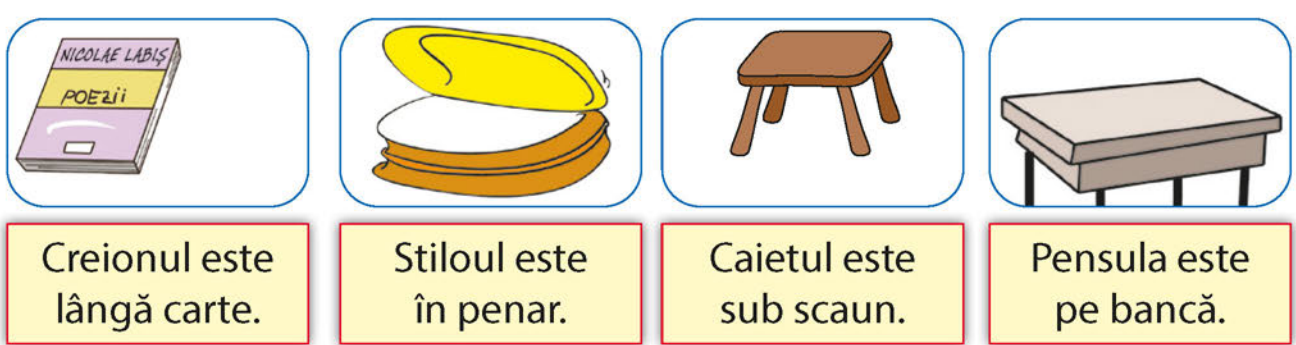 NICOLAE LABIŞ
POEZii
Creionul este
lângă carte.
Stiloul este
în penar.
Caietul este
sub scaun.
Pensula este
pe bancă.